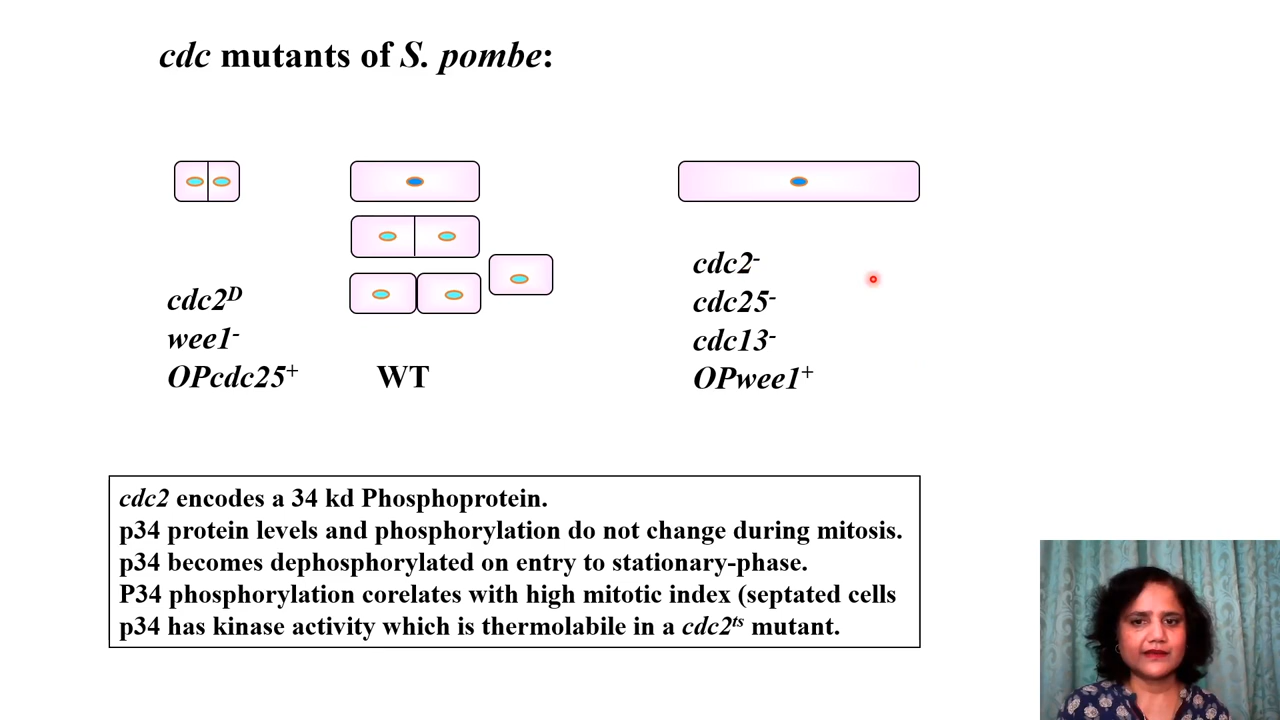 cdc mutants of S. pombe:
cdc2ᴰ
wee1⁻
OPcdc25⁺
WT
cdc2⁻
cdc25⁻
cdc13⁻
OPwee1⁺
cdc2 encodes a 34 kd Phosphoprotein.
p34 protein levels and phosphorylation do not change during mitosis.
p34 becomes dephosphorylated on entry to stationary-phase.
P34 phosphorylation corelates with high mitotic index (septated cells
p34 has kinase activity which is thermolabile in a cdc2ᵗˢ mutant.